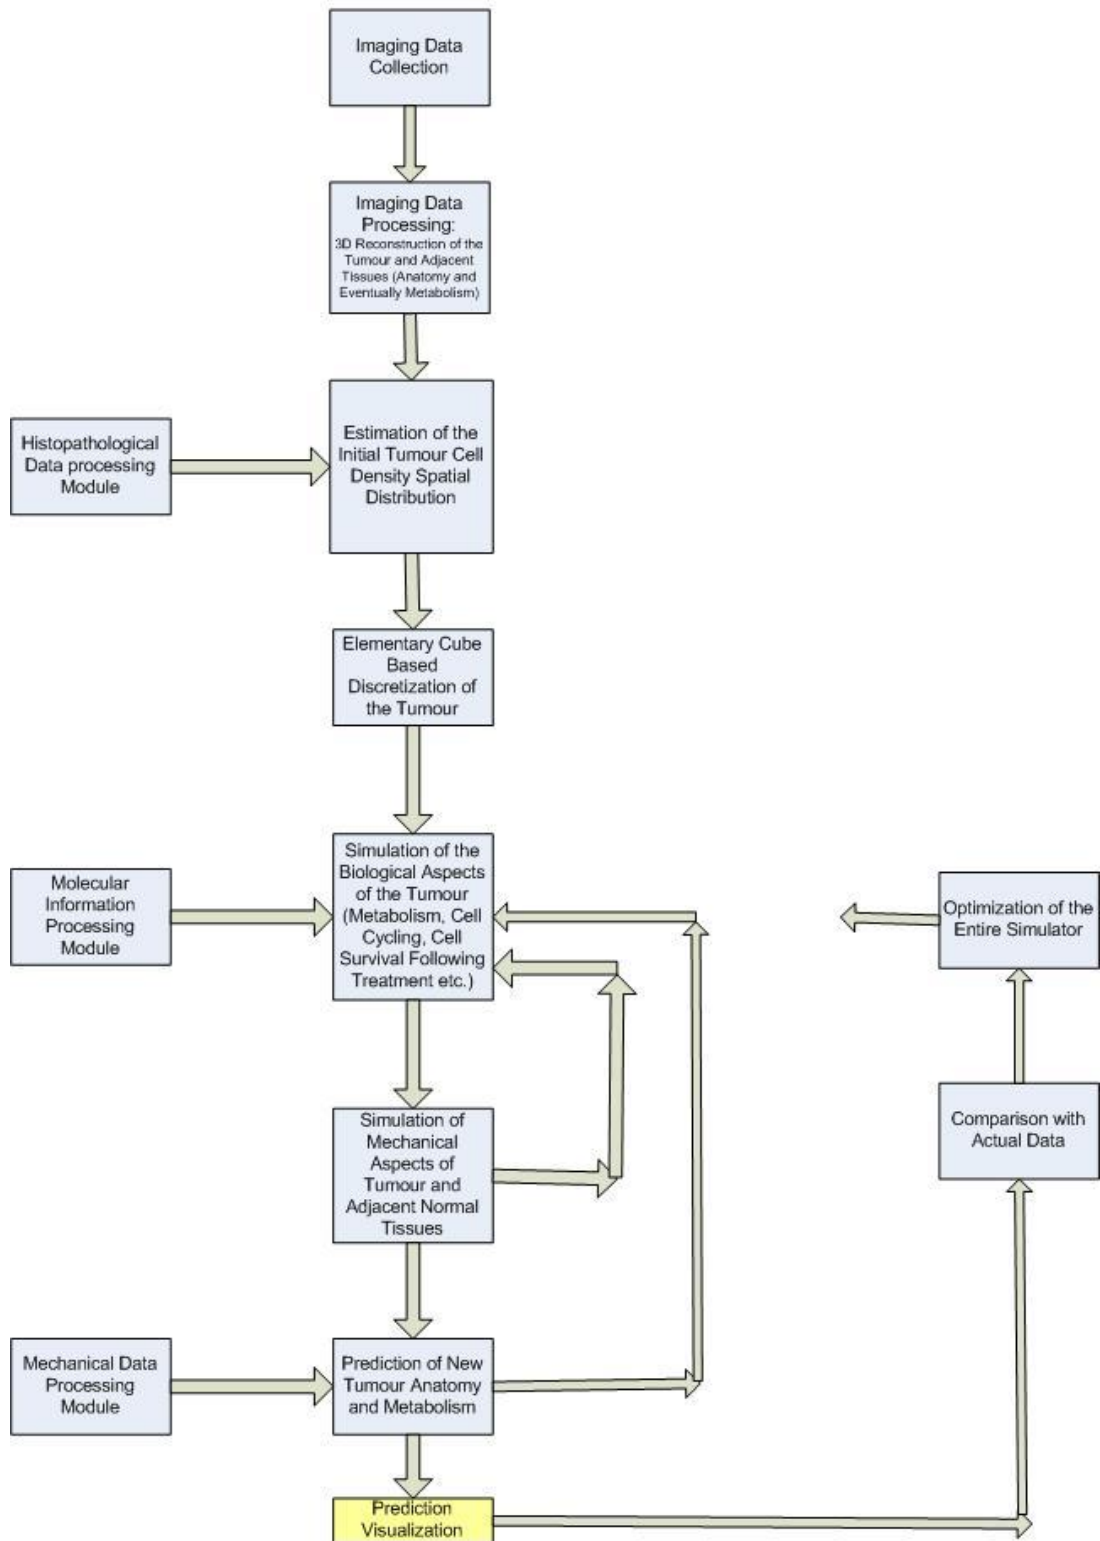 Imaging Data
Collection
Imaging Data
Processing:
3D Reconstruction of the
Tumour and Adjacent
Tissues (Anatomy and
Eventually Metabolism)
Histopathological
Data processing
Module
Estimation of the
Initial Tumour Cell
Density Spatial
Distribution
Elementary Cube
Based
Discretization of
the Tumour
Molecular
Information
Processing
Module
Simulation of the
Biological Aspects
of the Tumour
(Metabolism, Cell
Cycling, Cell
Survival Following
Treatment etc.)
Optimization of the
Entire Simulator
Simulation of
Mechanical
Aspects of
Tumour and
Adjacent Normal
Tissues
Comparison with
Actual Data
Mechanical Data
Processing
Module
Prediction of New
Tumour Anatomy
and Metabolism
Prediction
Visualization